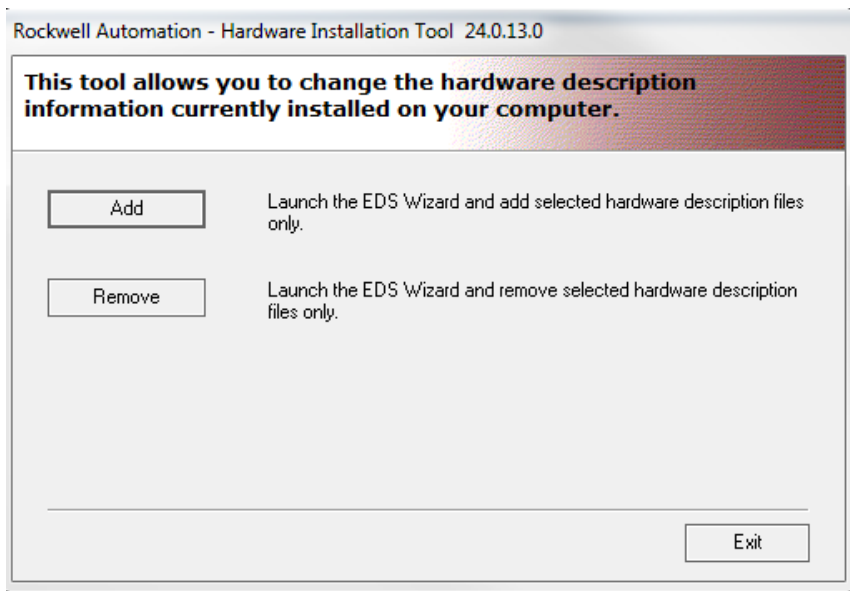 Rockwell Automation - Hardware Installation Tool 24.0.13.0
This tool allows you to change the hardware description
information currently installed on your computer.
Add
Launch the EDS Wizard and add selected hardware description files
only.
Remove
Launch the EDS Wizard and remove selected hardware description
files only.
Exit